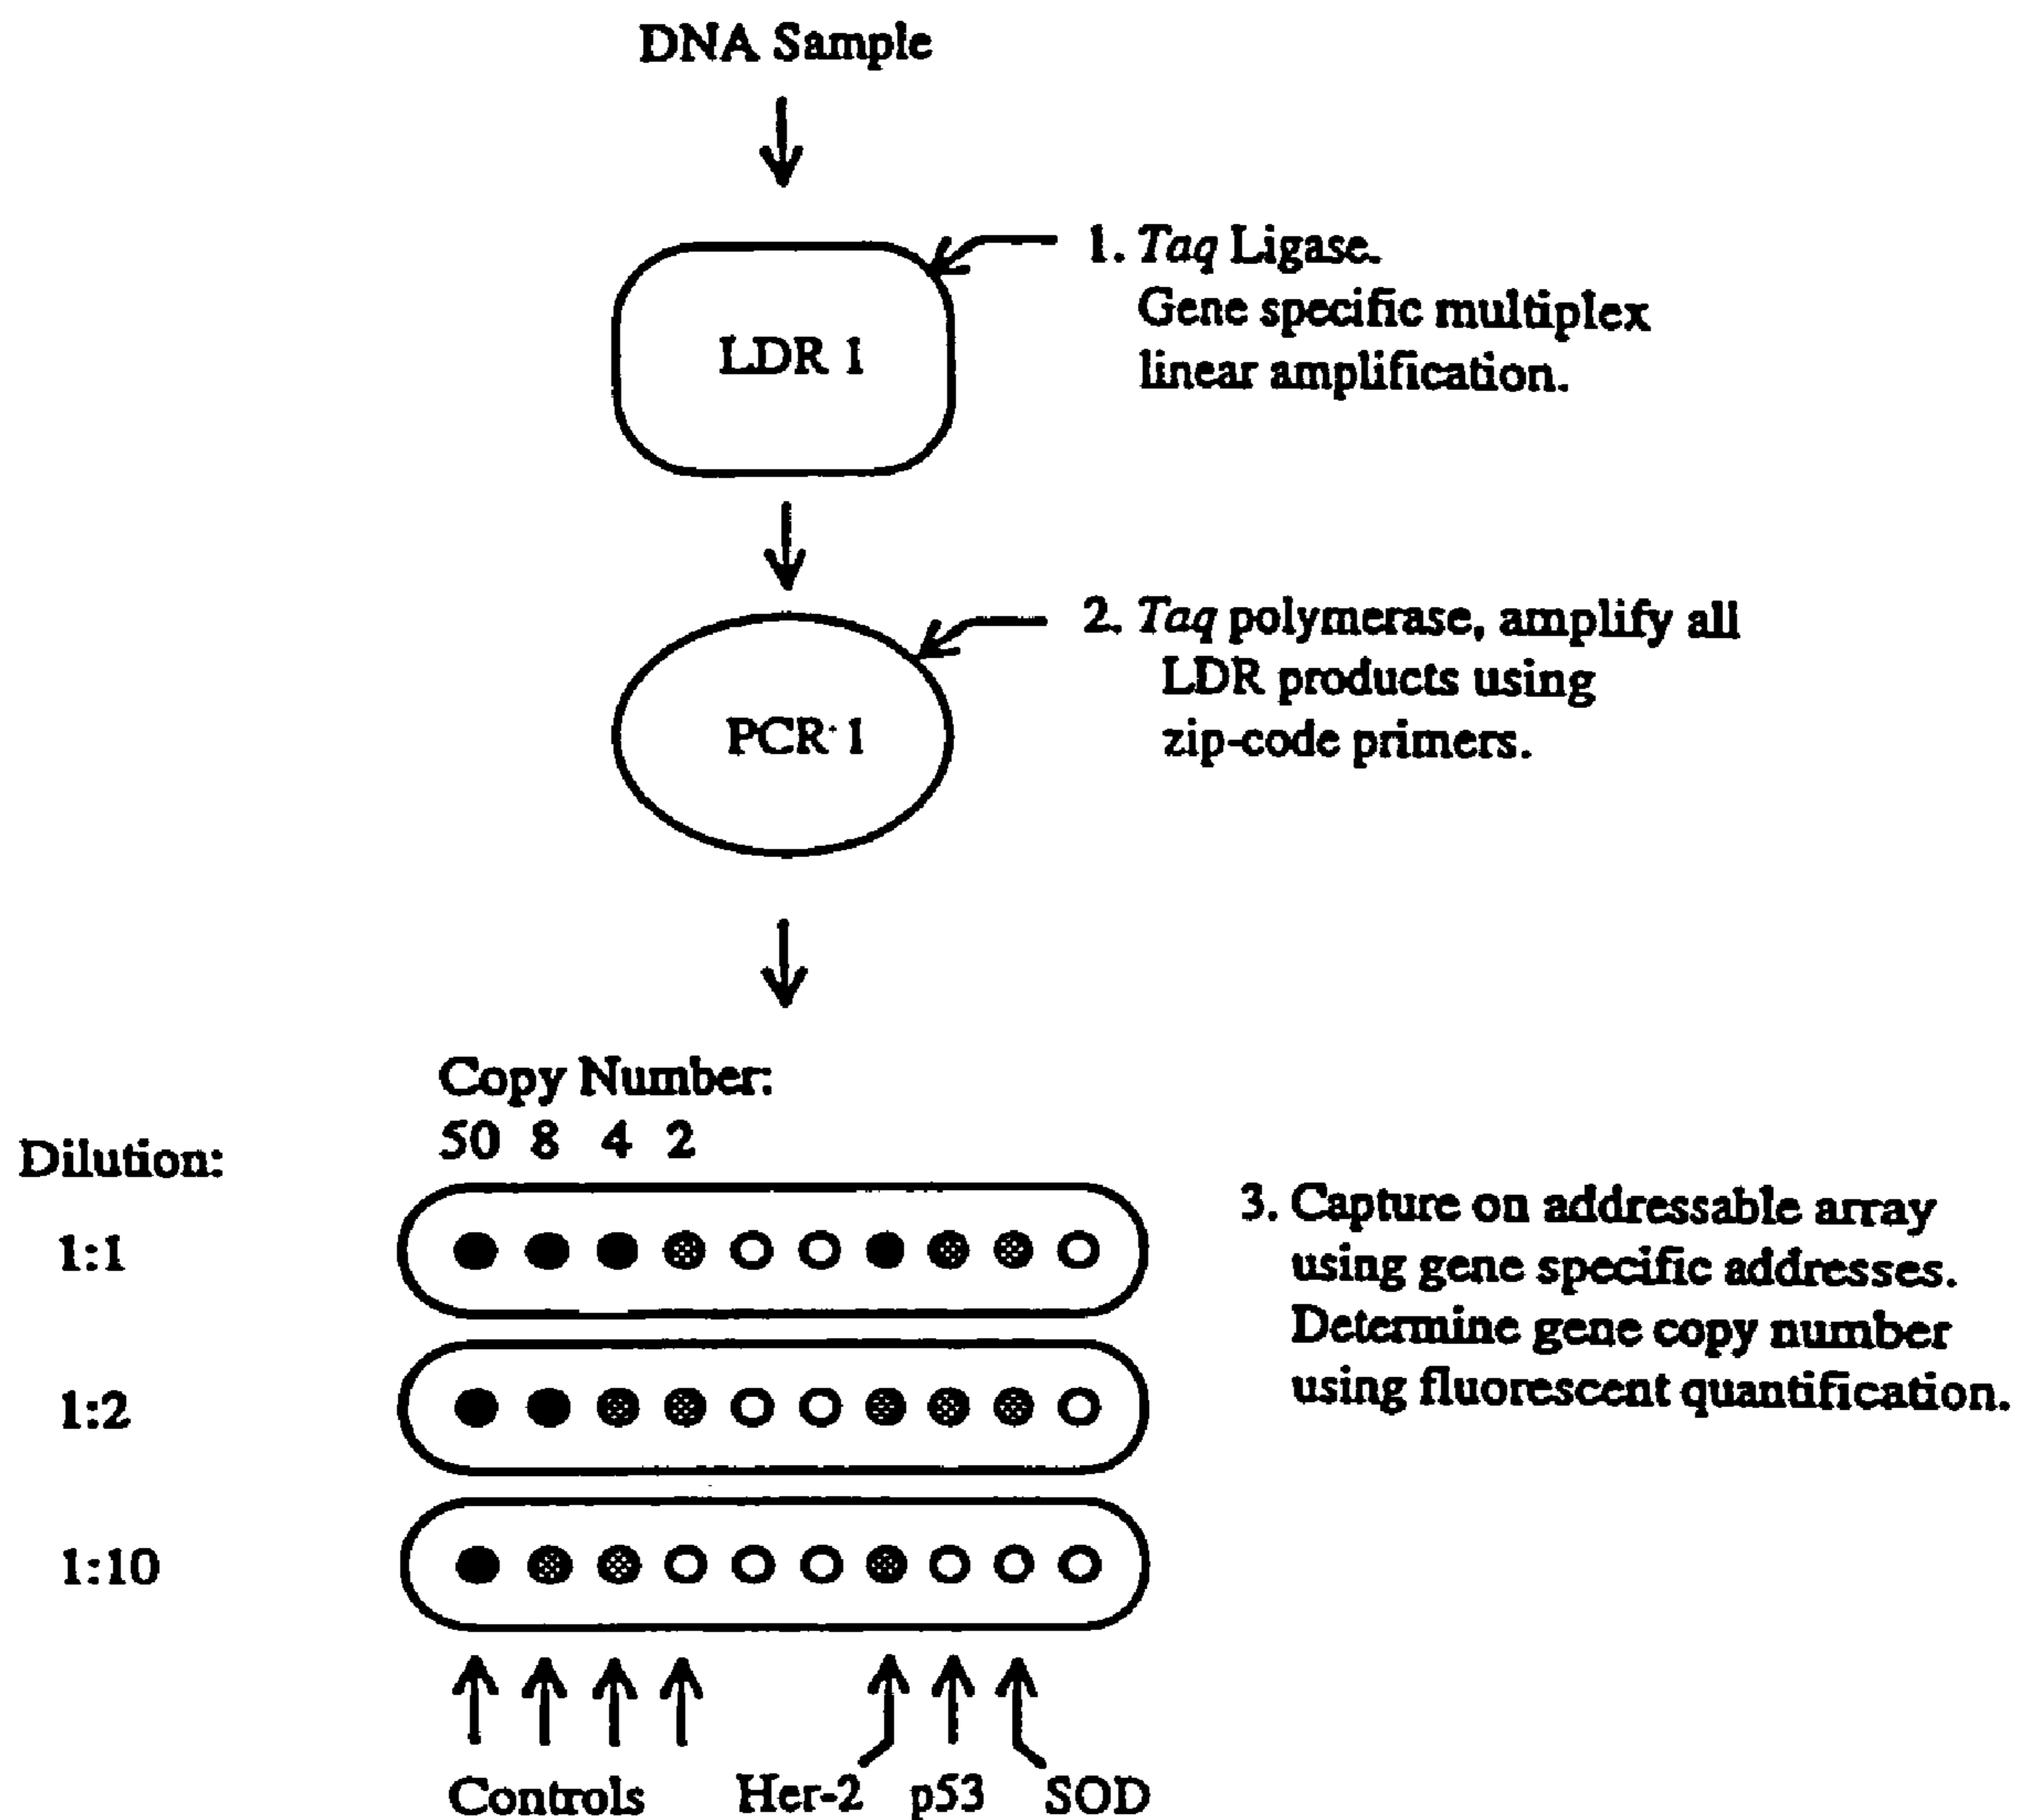 DNA Sample
1. Taq Ligase.
Gene specific multiplex
linear amplification.
LDR 1
2. Taq polymerase, amplify all
LDR products using
zip-code primers.
PCR 1
Copy Number:
50 8 4 2
Dilution:
1:1
3. Capture on addressable array
using gene specific addresses.
Determine gene copy number
using fluorescent quantification.
1:2
1:10
Controls Her-2 p53 SOD